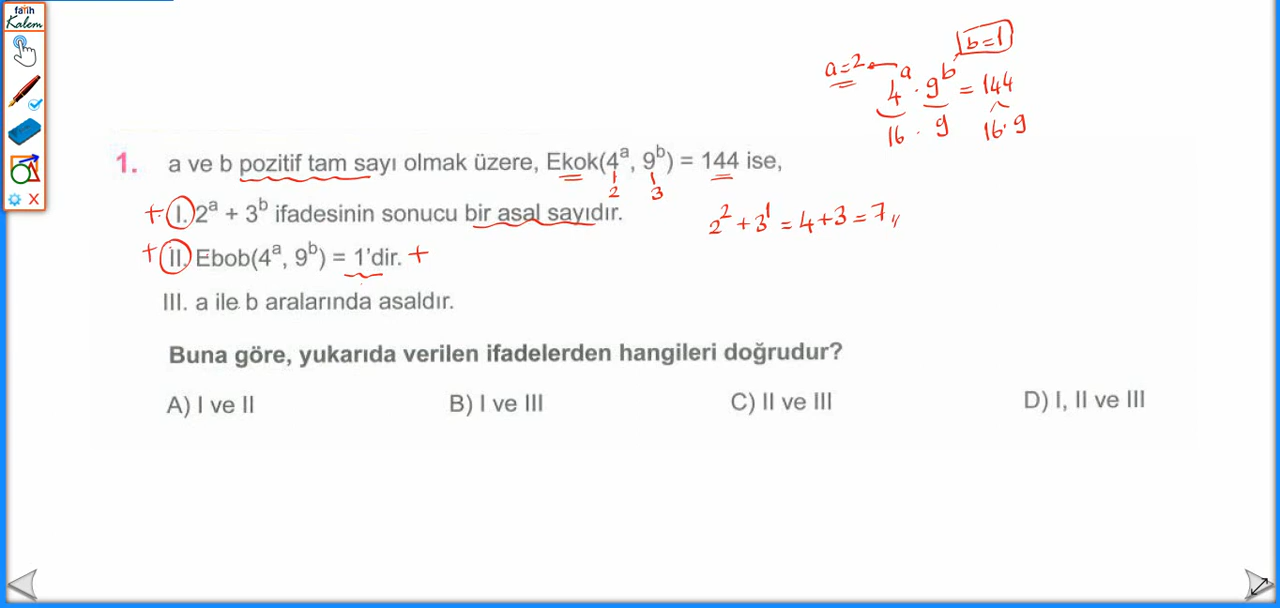 fatih
Kalem
b=1
a=2 4^a . 9^b = 144
16 . 9 16.9
1. a ve b pozitif tam sayı olmak üzere, Ekok(4^a, 9^b) = 144 ise,
2 3
+ I. 2^a + 3^b ifadesinin sonucu bir asal sayıdır. 2^2 + 3^1 = 4 + 3 = 7,,
+ II. Ebob(4^a, 9^b) = 1'dir. +
III. a ile b aralarında asaldır.
Buna göre, yukarıda verilen ifadelerden hangileri doğrudur?
A) I ve II B) I ve III C) II ve III D) I, II ve III